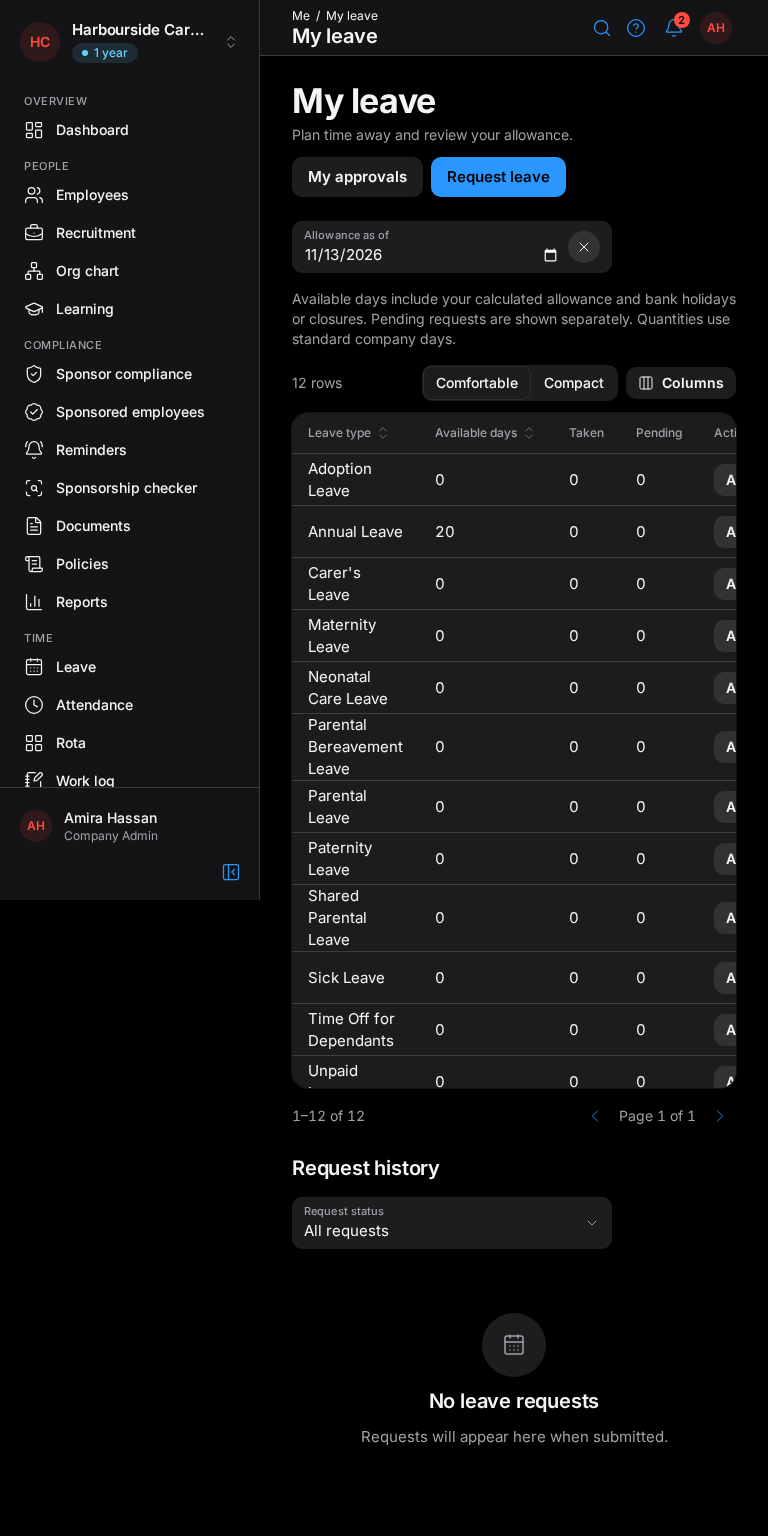 HC
Harbourside Car...
1 year
OVERVIEW
Dashboard
PEOPLE
Employees
Recruitment
Org chart
Learning
COMPLIANCE
Sponsor compliance
Sponsored employees
Reminders
Sponsorship checker
Documents
Policies
Reports
TIME
Leave
Attendance
Rota
Work log
AH
Amira Hassan
Company Admin
Me / My leave
My leave
2
AH
My leave
Plan time away and review your allowance.
My approvals
Request leave
Allowance as of
11/13/2026
Available days include your calculated allowance and bank holidays
or closures. Pending requests are shown separately. Quantities use
standard company days.
12 rows
Comfortable
Compact
Columns
Leave type Available days Taken Pending Acti
Adoption
Leave
0 0 0 A
Annual Leave 20 0 0 A
Carer's
Leave
0 0 0 A
Maternity
Leave
0 0 0 A
Neonatal
Care Leave
0 0 0 A
Parental
Bereavement
Leave
0 0 0 A
Parental
Leave
0 0 0 A
Paternity
Leave
0 0 0 A
Shared
Parental
Leave
0 0 0 A
Sick Leave 0 0 0 A
Time Off for
Dependants
0 0 0 A
Unpaid
0 0 0 A
1–12 of 12
Page 1 of 1
Request history
Request status
All requests
No leave requests
Requests will appear here when submitted.